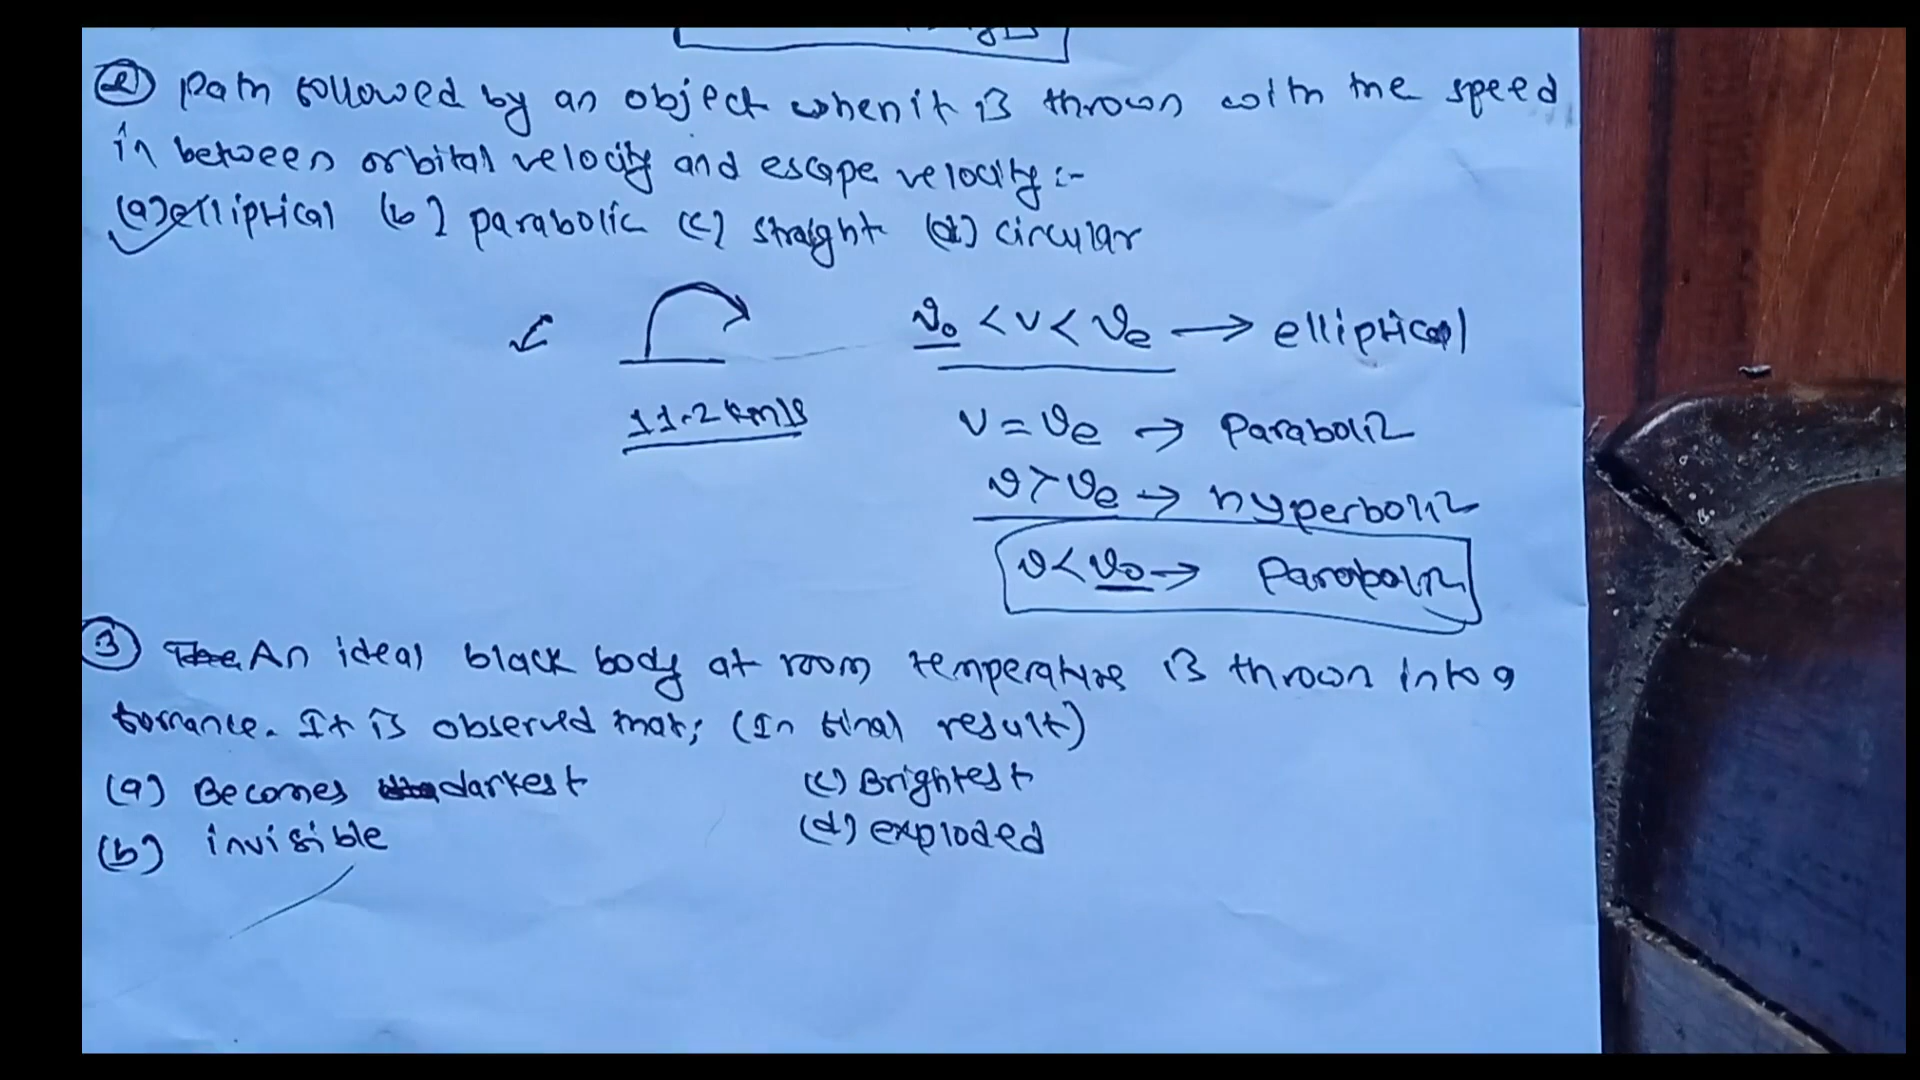 ② Path followed by an object when it is thrown with the speed
in between orbital velocity and escape velocity :-
(a) elliptical (b) parabolic (c) straight (d) circular
v₀ < v < ve → elliptical
11.2 km/s
v = ve → Parabolic
v > ve → hyperbolic
v < v₀ → Parabolic
③ The An ideal black body at room temperature is thrown into a
furnance. It is observed that; (In final result)
(a) Becomes darkest (c) Brightest
(b) invisible (d) exploded